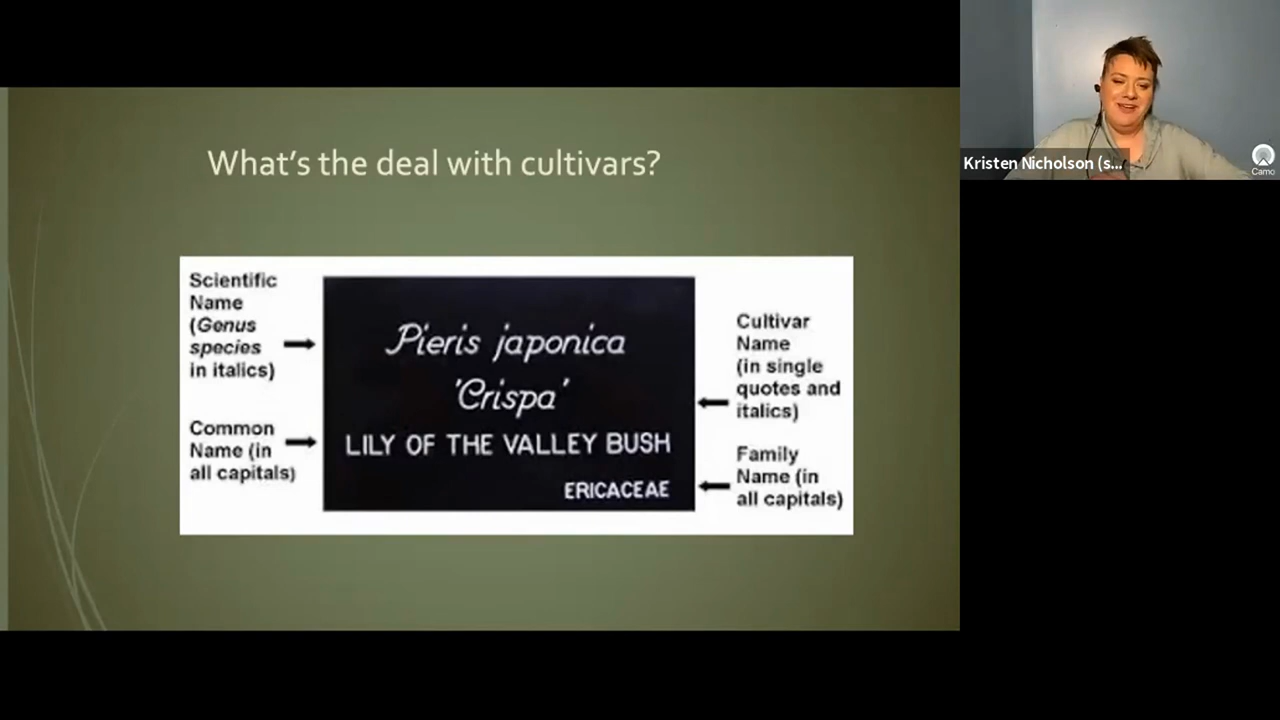 What's the deal with cultivars?
Scientific
Name
(Genus
species
in italics)
Common
Name (in
all capitals)
Pieris japonica
'Crispa'
LILY OF THE VALLEY BUSH
ERICACEAE
Cultivar
Name
(in single
quotes and
italics)
Family
Name (in
all capitals)
Kristen Nicholson (s...
Camo